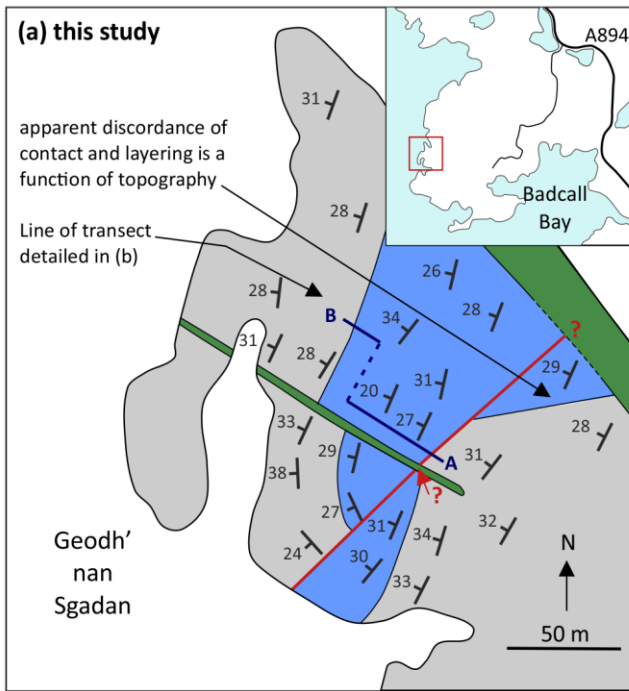 (a) this study
A894
Badcall
Bay
apparent discordance of
contact and layering is a
function of topography
Line of transect
detailed in (b)
31
28
28
31
28
B
34
26
28
?
29
20
31
27
A
28
33
29
38
31
?
27
31
34
32
24
30
33
Geodh'
nan
Sgadan
N
50 m